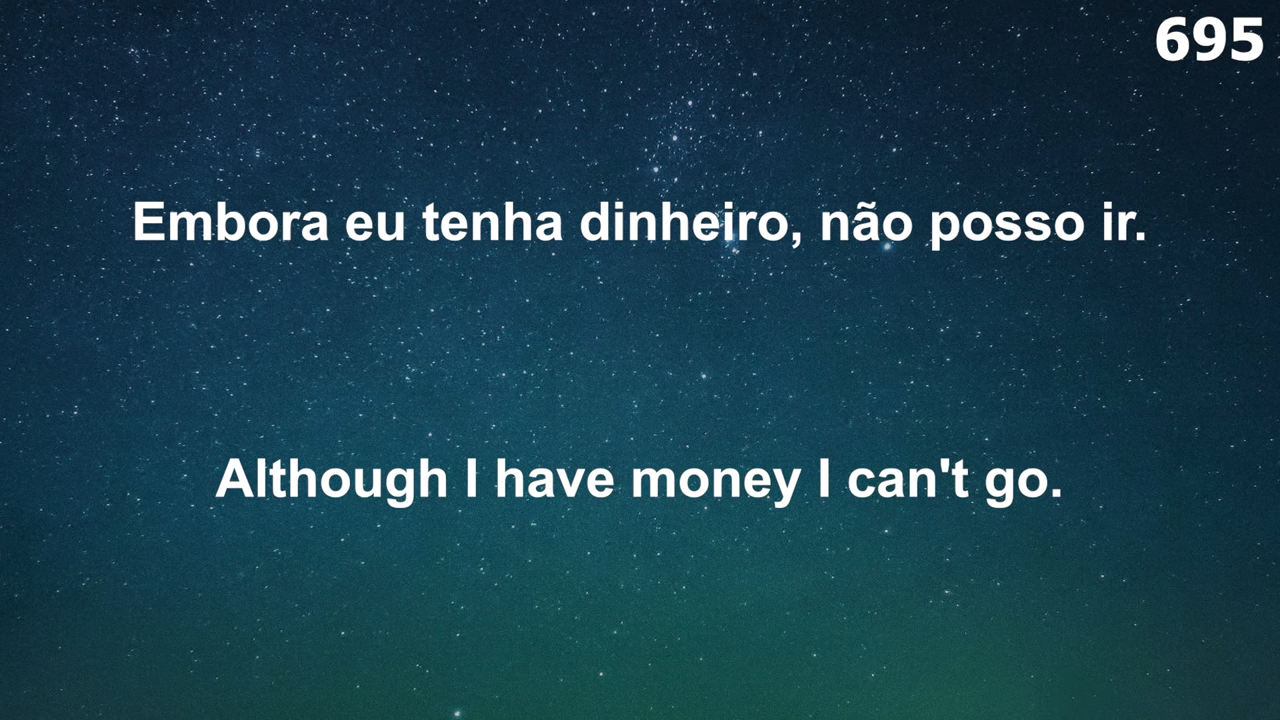 695
Embora eu tenha dinheiro, não posso ir.
Although I have money I can't go.